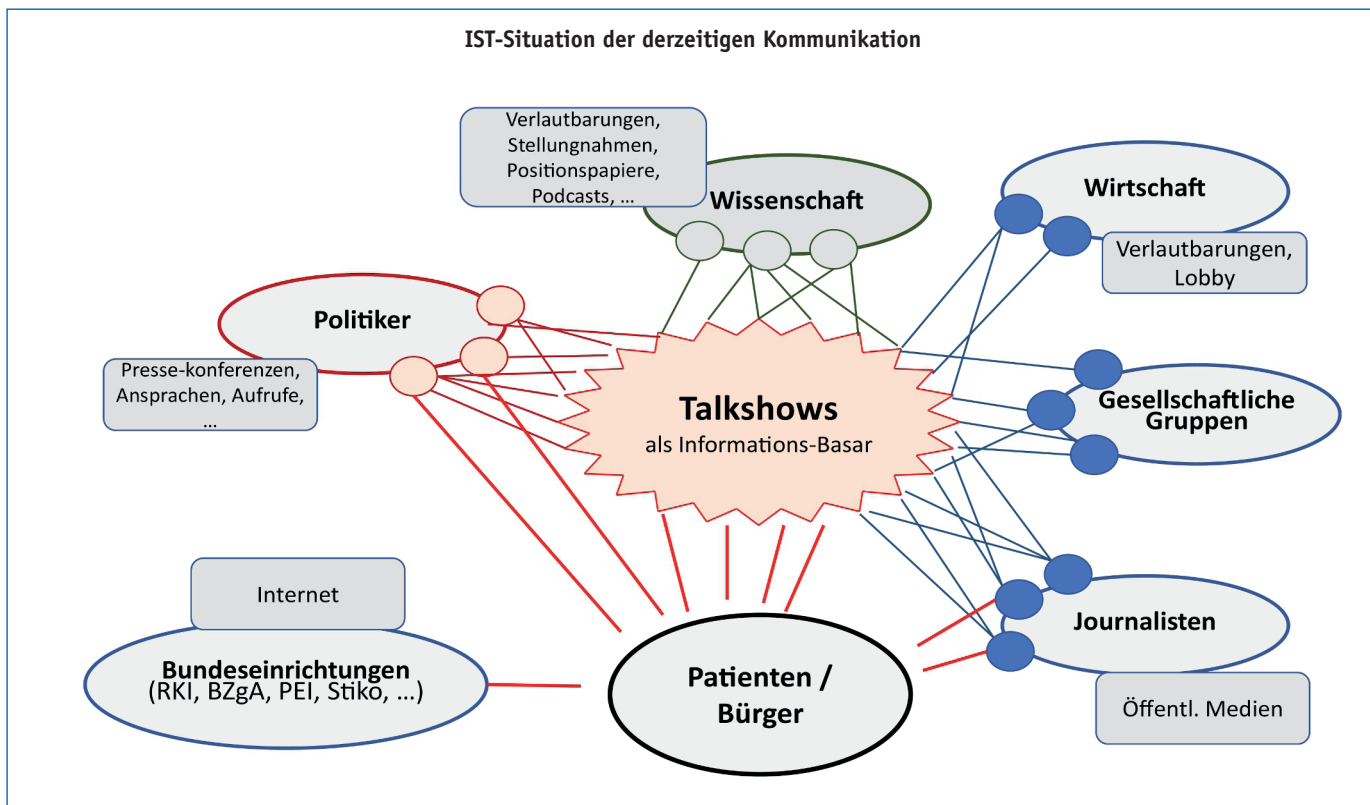 IST-Situation der derzeitigen Kommunikation
Verlautbarungen,
Stellungnahmen,
Positionspapiere,
Podcasts, ...
Wissenschaft
Wirtschaft
Verlautbarungen,
Lobby
Politiker
Presse-konferenzen,
Ansprachen, Aufrufe,
...
Talkshows
als Informations-Basar
Gesellschaftliche
Gruppen
Internet
Bundeseinrichtungen
(RKI, BZgA, PEI, Stiko, ...)
Patienten /
Bürger
Journalisten
Öffentl. Medien